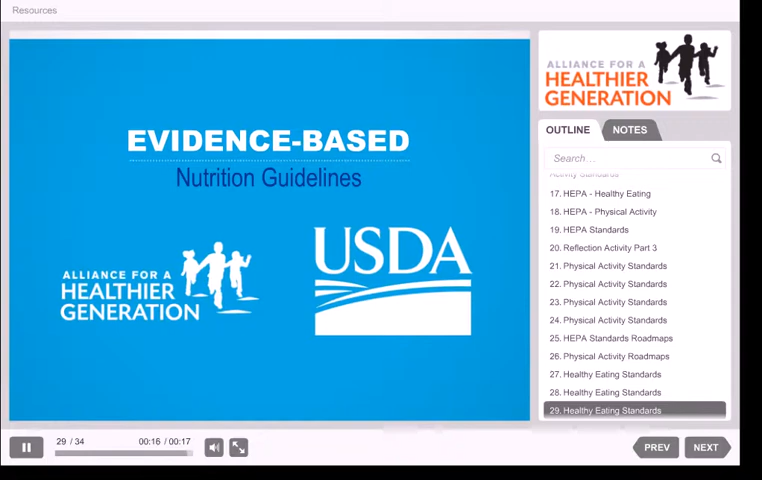 Resources
EVIDENCE-BASED
Nutrition Guidelines
ALLIANCE FOR A
HEALTHIER
GENERATION
USDA
ALLIANCE FOR A
HEALTHIER
GENERATION
OUTLINE
NOTES
Search...
Activity Standards
17. HEPA - Healthy Eating
18. HEPA - Physical Activity
19. HEPA Standards
20. Reflection Activity Part 3
21. Physical Activity Standards
22. Physical Activity Standards
23. Physical Activity Standards
24. Physical Activity Standards
25. HEPA Standards Roadmaps
26. Physical Activity Roadmaps
27. Healthy Eating Standards
28. Healthy Eating Standards
29. Healthy Eating Standards
29 / 34
00:16 / 00:17
PREV
NEXT